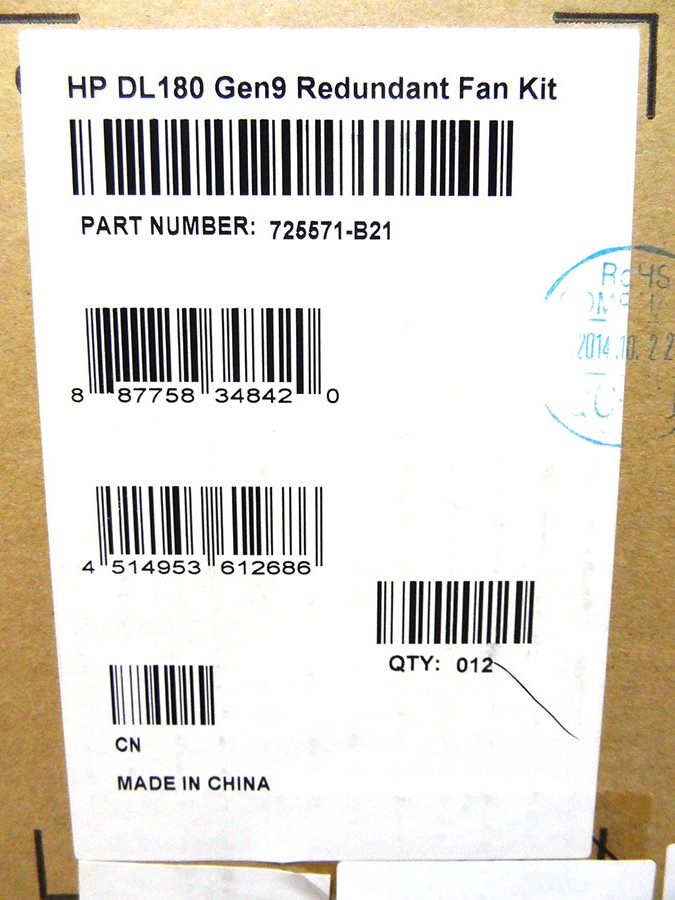 HP DL180 Gen9 Redundant Fan Kit
PART NUMBER: 725571-B21
8 87758 34842 0
RoHS
2014.10.22
4 514953 612686
QTY: 012
CN
MADE IN CHINA